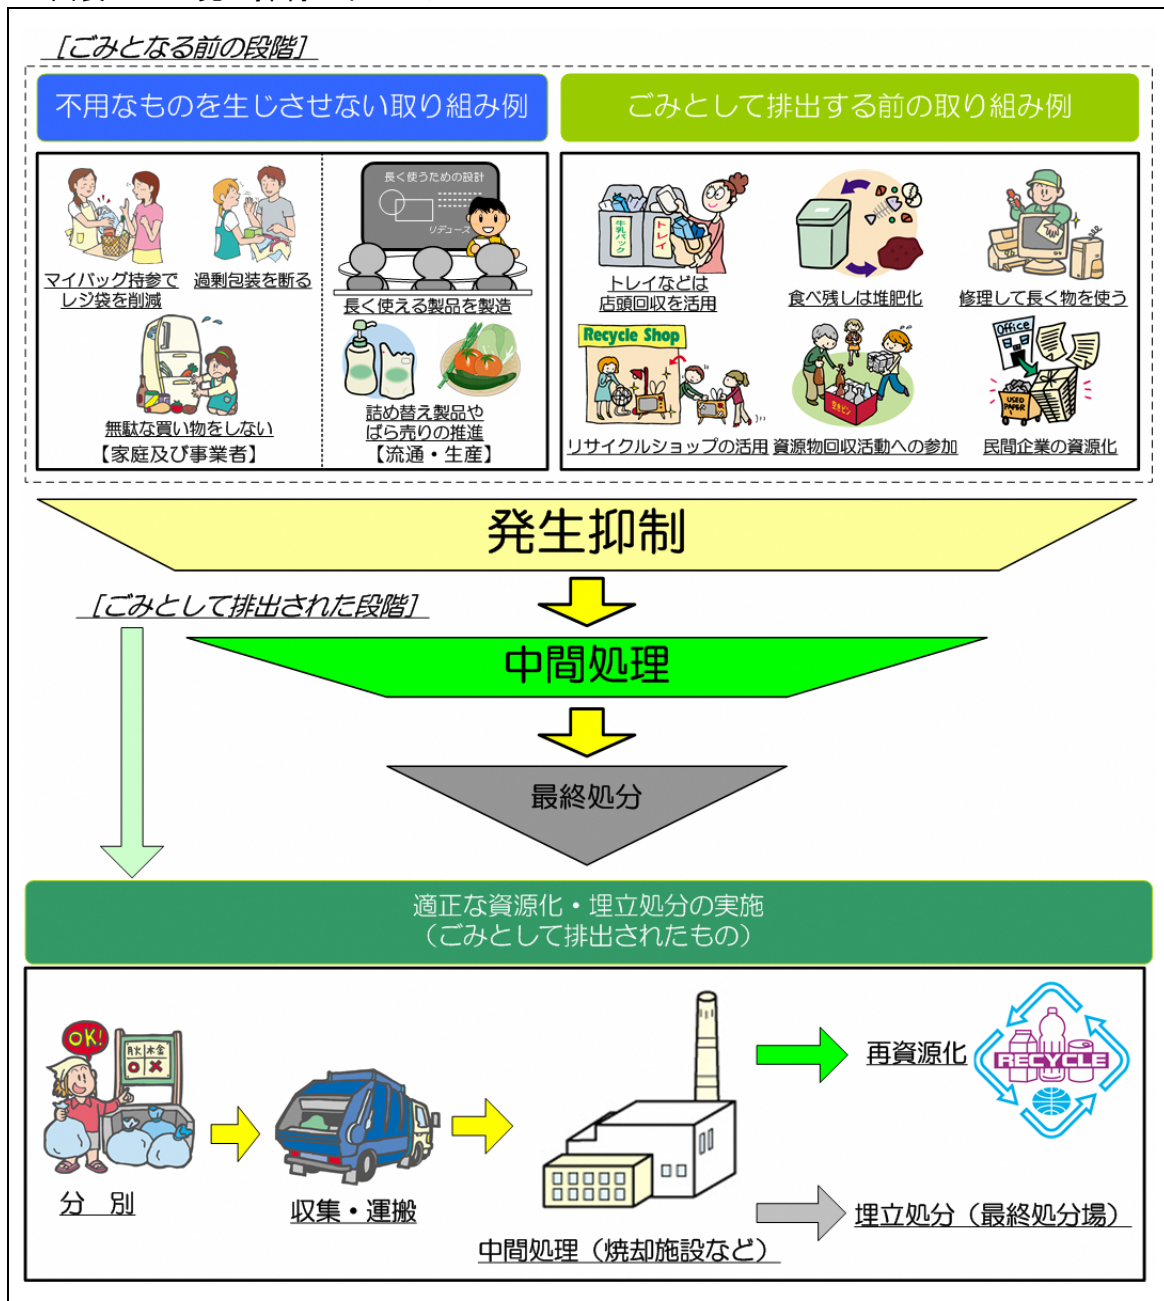 [ごみとなる前の段階]
不用なものを生じさせない取り組み例
ごみとして排出する前の取り組み例
マイバッグ持参で
レジ袋を削減
過剰包装を断る
無駄な買い物をしない
【家庭及び事業者】
長く使うための設計
リデュース
長く使える製品を製造
詰め替え製品や
ばら売りの推進
【流通・生産】
牛乳パック
トレイ
トレイなどは
店頭回収を活用
食べ残しは堆肥化
修理して長く物を使う
Recycle Shop
リサイクルショップの活用
空きビン
資源物回収活動への参加
Office
USED
PAPER
民間企業の資源化
発生抑制
[ごみとして排出された段階]
中間処理
最終処分
適正な資源化・埋立処分の実施
（ごみとして排出されたもの）
OK!
月火木金
分　別
収集・運搬
中間処理（焼却施設など）
再資源化
RECYCLE
埋立処分（最終処分場）